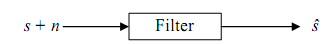 s + n Filter ŝ